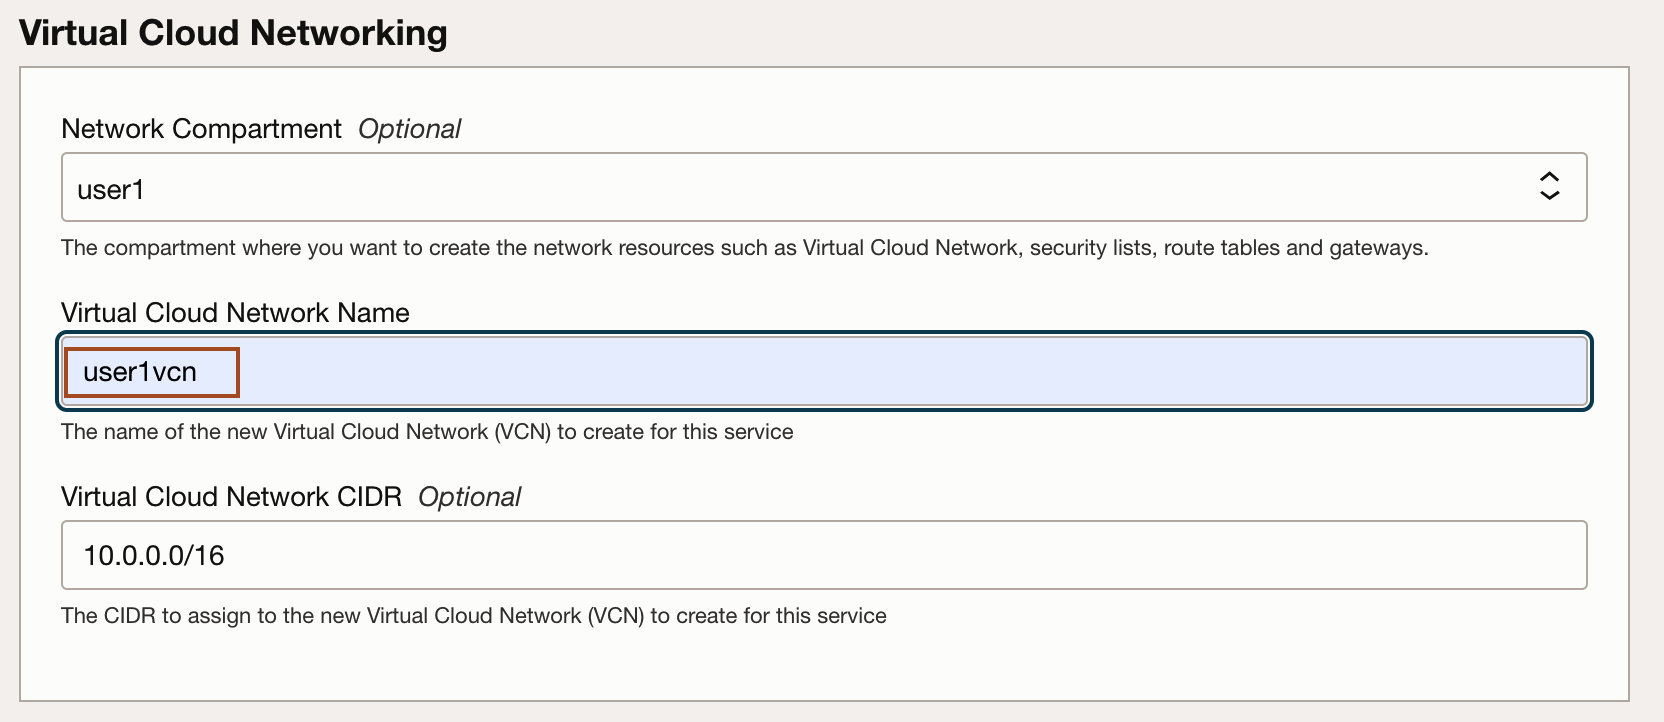 Virtual Cloud Networking
Network Compartment Optional
user1
The compartment where you want to create the network resources such as Virtual Cloud Network, security lists, route tables and gateways.
Virtual Cloud Network Name
user1vcn
The name of the new Virtual Cloud Network (VCN) to create for this service
Virtual Cloud Network CIDR Optional
10.0.0.0/16
The CIDR to assign to the new Virtual Cloud Network (VCN) to create for this service